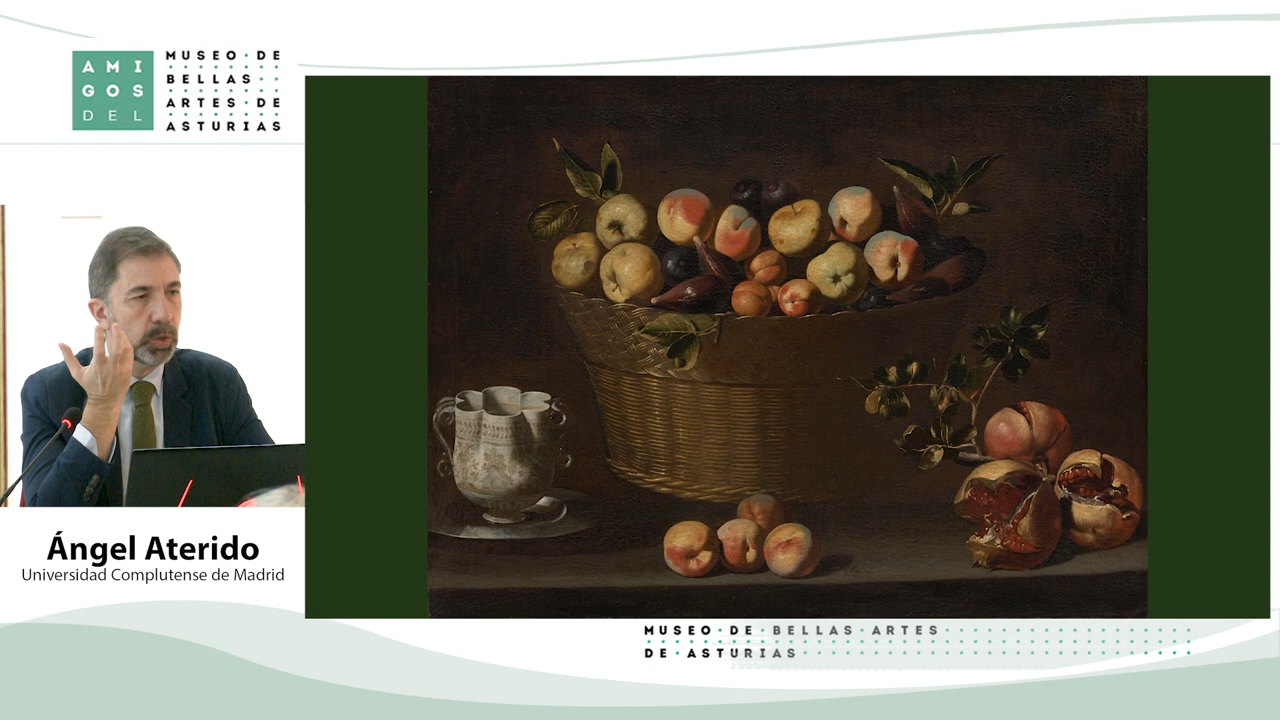 AMI
GOS
DEL
MUSEO·DE
BELLAS
ARTES·DE
ASTURIAS
Ángel Aterido
Universidad Complutense de Madrid
MUSEO·DE·BELLAS ARTES
DE·ASTURIAS